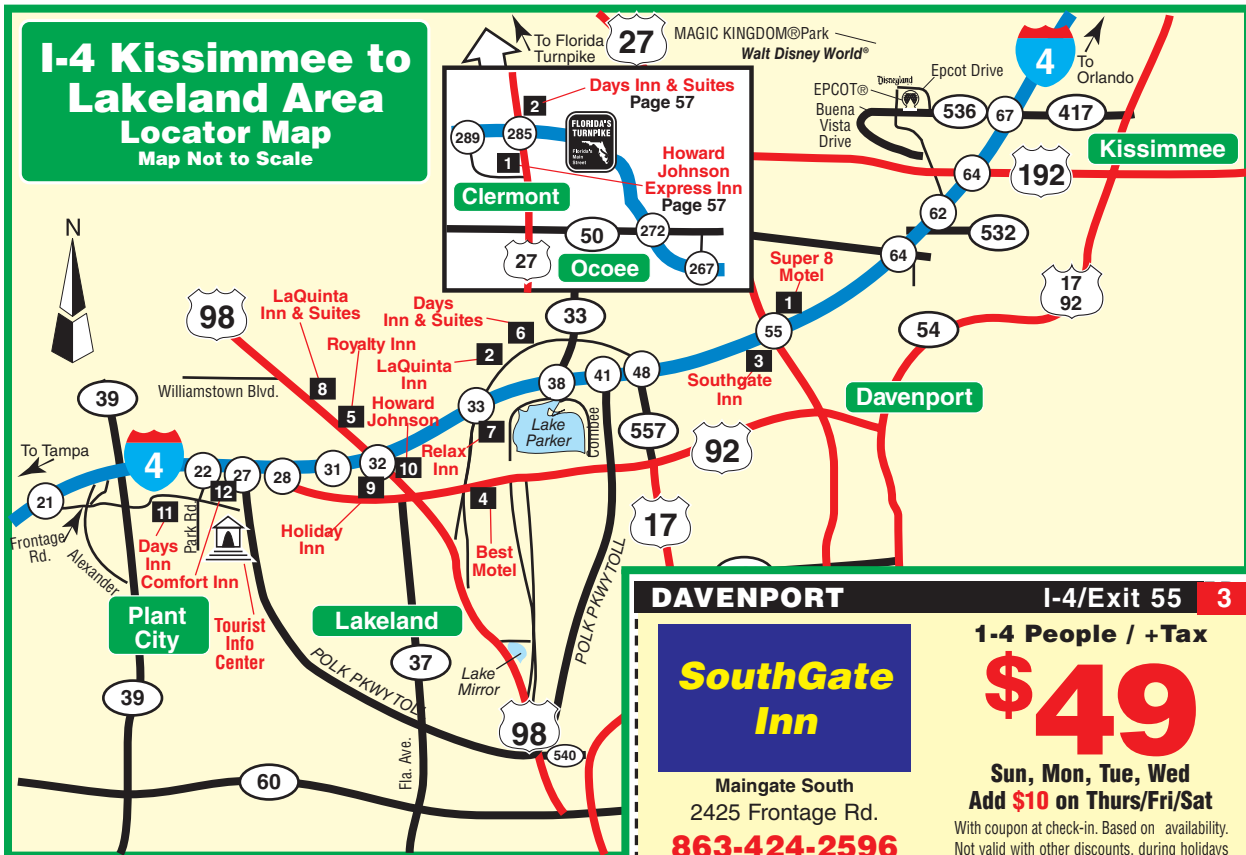 I-4 Kissimmee to
Lakeland Area
Locator Map
Map Not to Scale
To Florida
Turnpike
27
MAGIC KINGDOM®Park
Walt Disney World®
4
To
Orlando
Disneyland
Epcot Drive
EPCOT®
Buena
Vista
Drive
536
67
417
Kissimmee
64
192
62
532
64
17
92
2
Days Inn & Suites
Page 57
289
285
FLORIDA'S
TURNPIKE
Florida's
Main
Street
1
Howard
Johnson
Express Inn
Page 57
Clermont
50
272
27
Ocoee
267
N
98
LaQuinta
Inn & Suites
Days
Inn & Suites
6
33
Super 8
Motel
1
55
54
Royalty Inn
LaQuinta
Inn
2
Williamstown Blvd.
8
5
Howard
Johnson
33
38
41
48
3
Southgate
Inn
Davenport
39
7
Lake
Parker
Combee
557
92
To Tampa
4
22
27
28
31
32
10
Relax
Inn
21
12
9
4
11
Park Rd.
Frontage
Rd.
Alexander
Days
Inn
Comfort Inn
Holiday
Inn
Best
Motel
17
Plant
City
Tourist
Info
Center
Lakeland
POLK PKWY TOLL
POLK PKWY TOLL
37
Lake
Mirror
39
98
540
Fla. Ave.
60
DAVENPORT I-4/Exit 55 3
SouthGate
Inn
Maingate South
2425 Frontage Rd.
863-424-2596
1-4 People / +Tax
$49
Sun, Mon, Tue, Wed
Add $10 on Thurs/Fri/Sat
With coupon at check-in. Based on availability.
Not valid with other discounts, during holidays